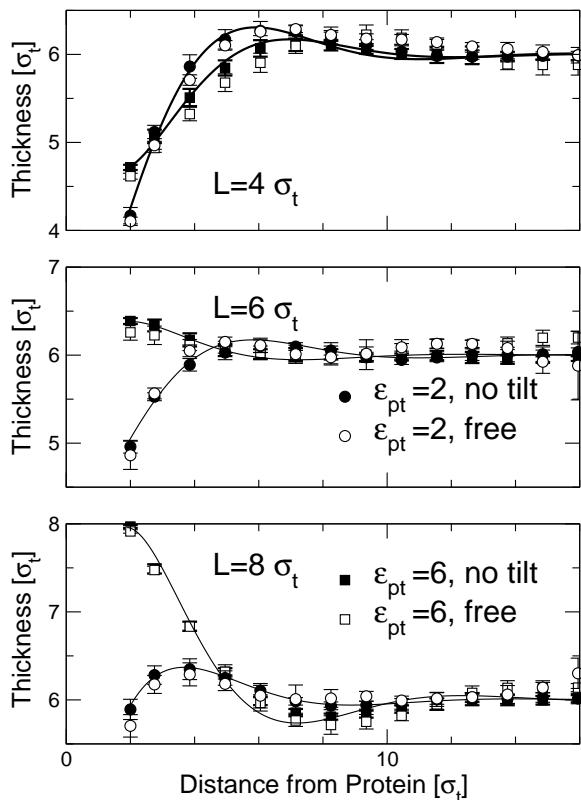 Thickness [σt]
6
5
4
L=4 σt
Thickness [σt]
7
6
5
L=6 σt
εpt=2, no tilt
εpt=2, free
Thickness [σt]
8
7
6
L=8 σt
εpt=6, no tilt
εpt=6, free
0 10
Distance from Protein [σt]